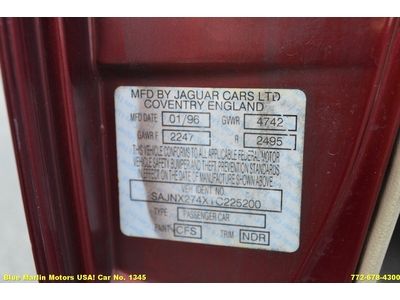 MFD BY JAGUAR CARS LTD
COVENTRY ENGLAND
MFD DATE 01/96 GVWR 4742
GAWR F 2247 R 2495
THIS VEHICLE CONFORMS TO APPLICABLE FEDERAL MOTOR
VEHICLE SAFETY BUMPER AND THEFT PREVENTION STANDARDS
IN EFFECT ON THE DATE OF MANUFACTURE SHOWN ABOVE
VEH IDENT NO.
SAJNX274XTC225200
TYPE PASSENGER CAR
PAINT CFS TRIM NDR
Blue Marlin Motors USA! Car No. 1345 772-678-4300